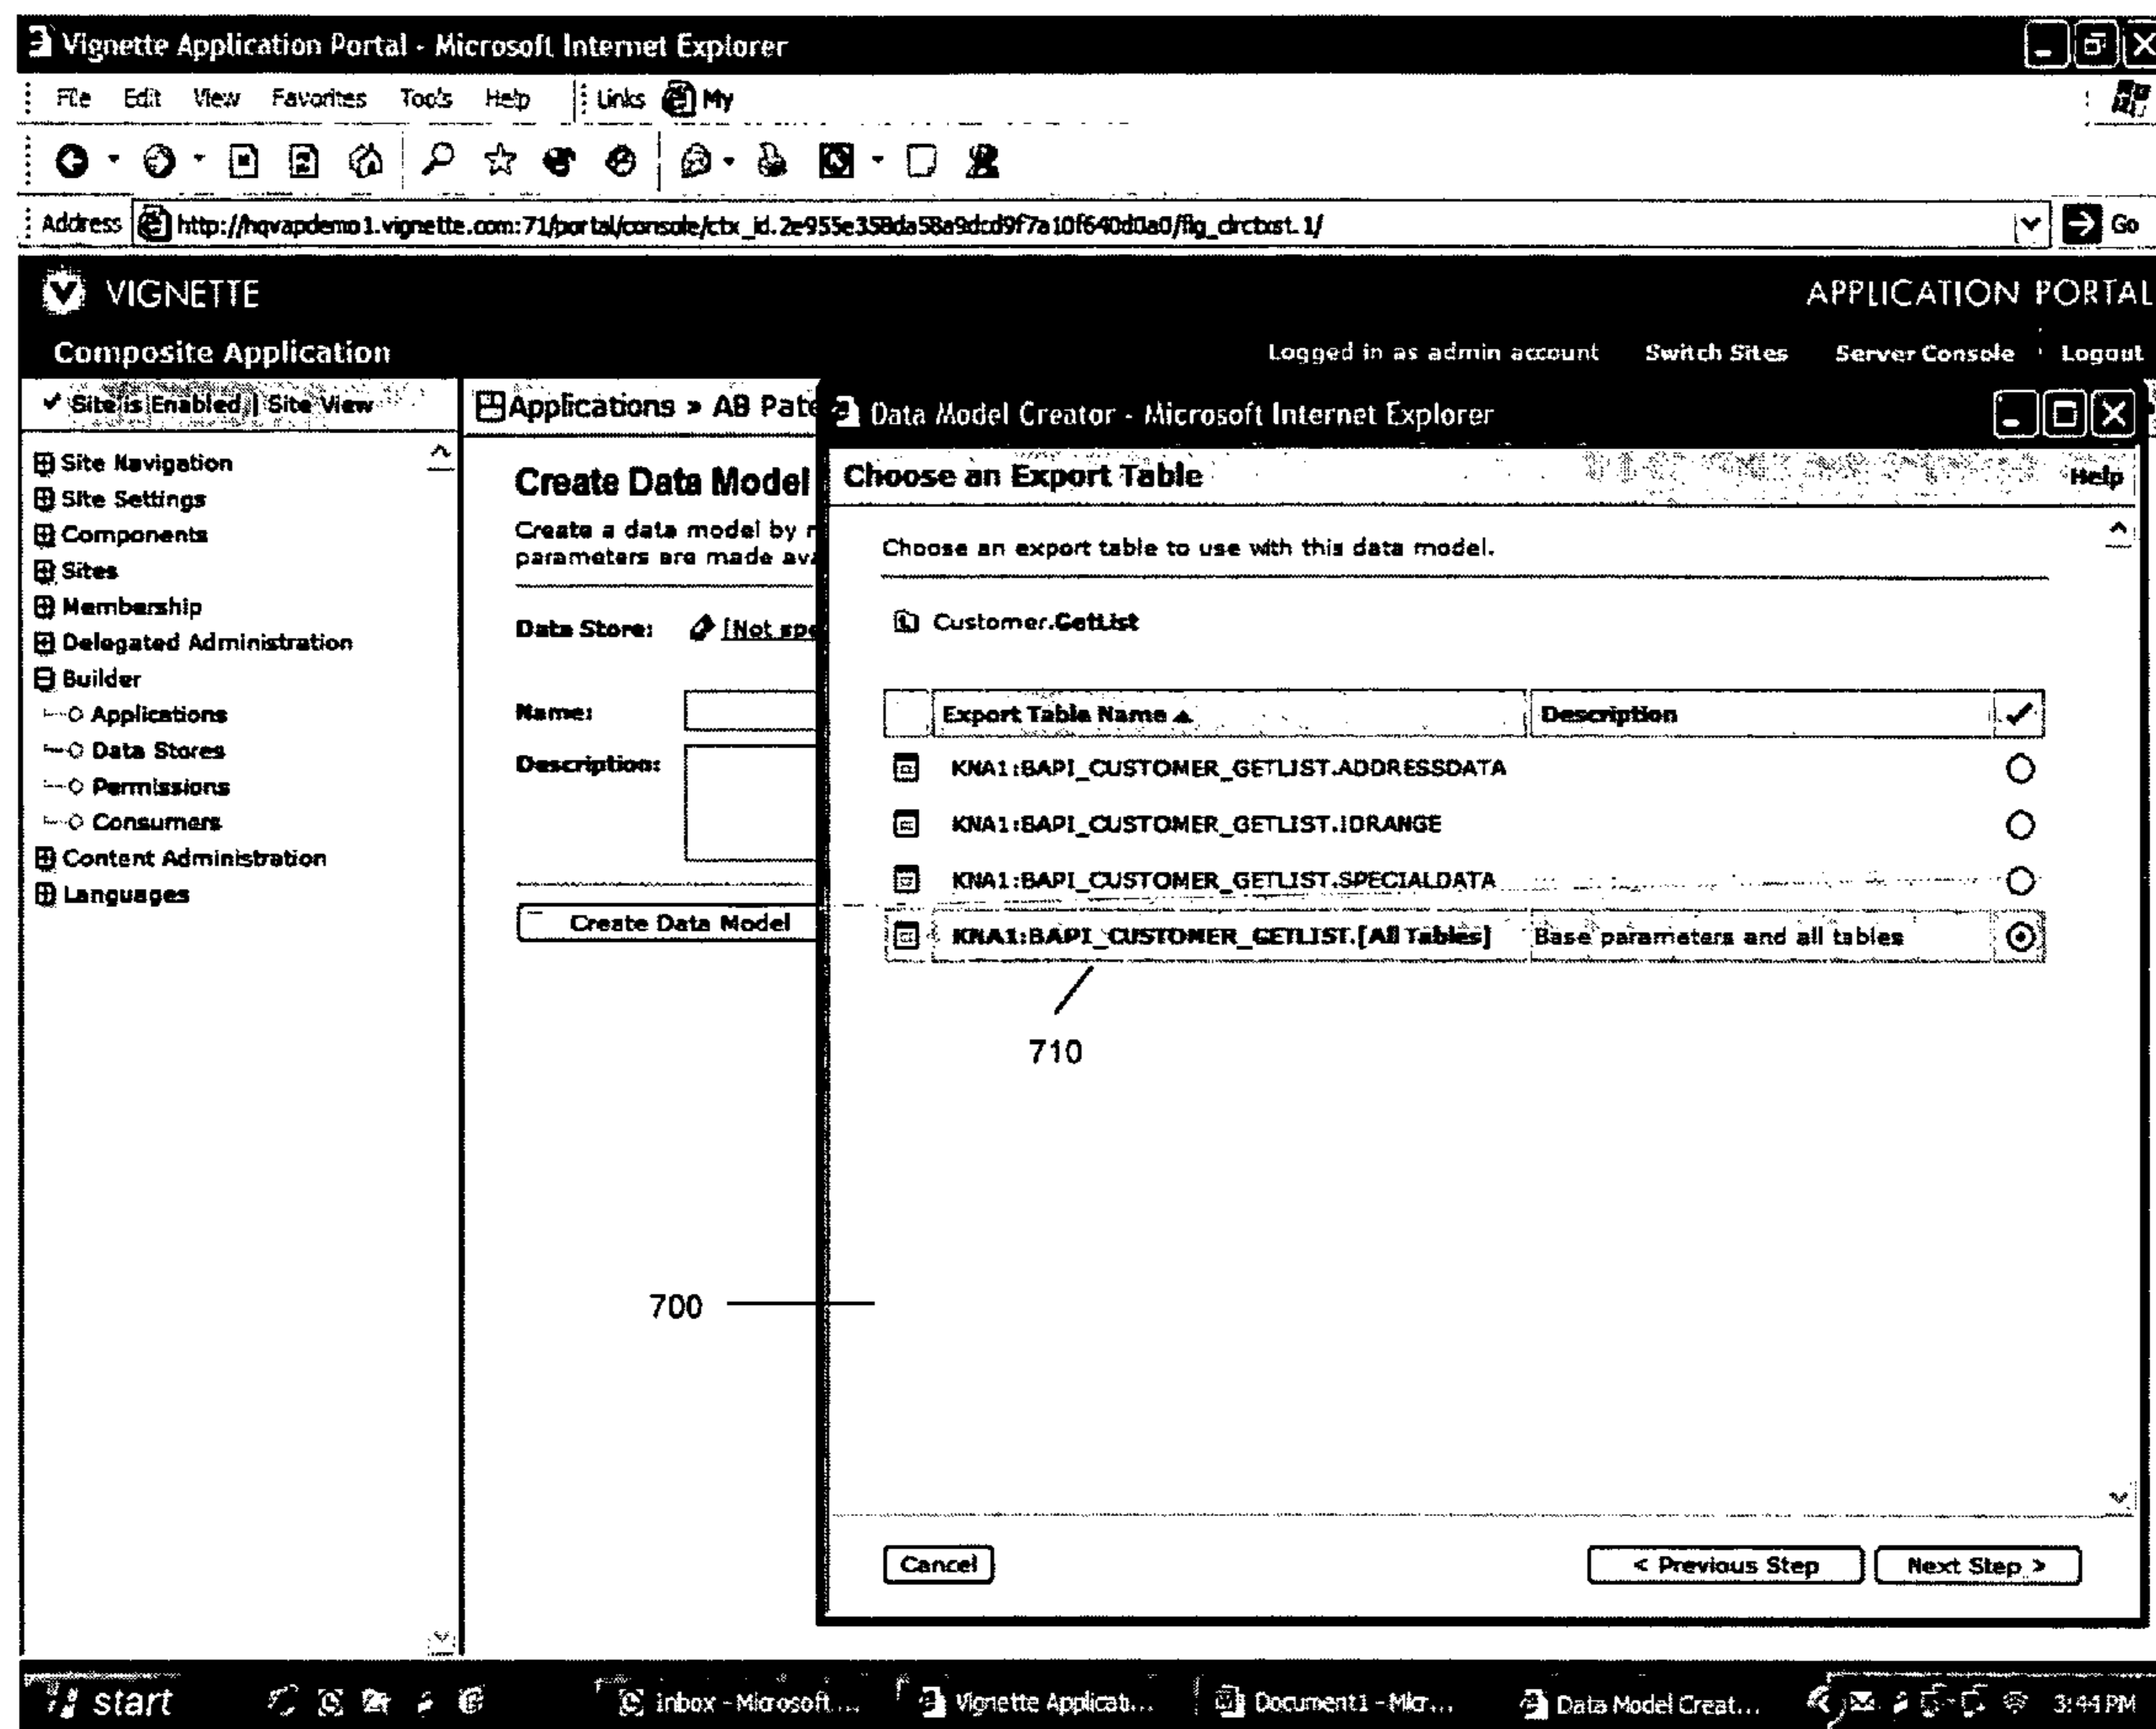 Vignette Application Portal - Microsoft Internet Explorer
File Edit View Favorites Tools Help Links My
Address http://hqvapdemo1.vignette.com:71/portal/console/ctx_id.2e955e358da58a9dcd9f7a10f640d0a0/flg_clrctxst.1/ Go
VIGNETTE APPLICATION PORTAL
Composite Application Logged in as admin account Switch Sites Server Console Logout
Site is Enabled | Site View
Site Navigation
Site Settings
Components
Sites
Membership
Delegated Administration
Builder
Applications
Data Stores
Permissions
Consumers
Content Administration
Languages
Applications » AB Pate
Create Data Model
Create a data model by
parameters are made ava
Data Store: [Not spe
Name:
Description:
Create Data Model
Data Model Creator - Microsoft Internet Explorer
Choose an Export Table Help
Choose an export table to use with this data model.
Customer.GetList
Export Table Name Description
KNA1:BAPI_CUSTOMER_GETLIST.ADDRESSDATA
KNA1:BAPI_CUSTOMER_GETLIST.IDRANGE
KNA1:BAPI_CUSTOMER_GETLIST.SPECIALDATA
KNA1:BAPI_CUSTOMER_GETLIST.[All Tables] Base parameters and all tables
710
700
Cancel < Previous Step Next Step >
start Inbox - Microsoft ... Vignette Applicati... Document1 - Micr... Data Model Creat... 3:44 PM